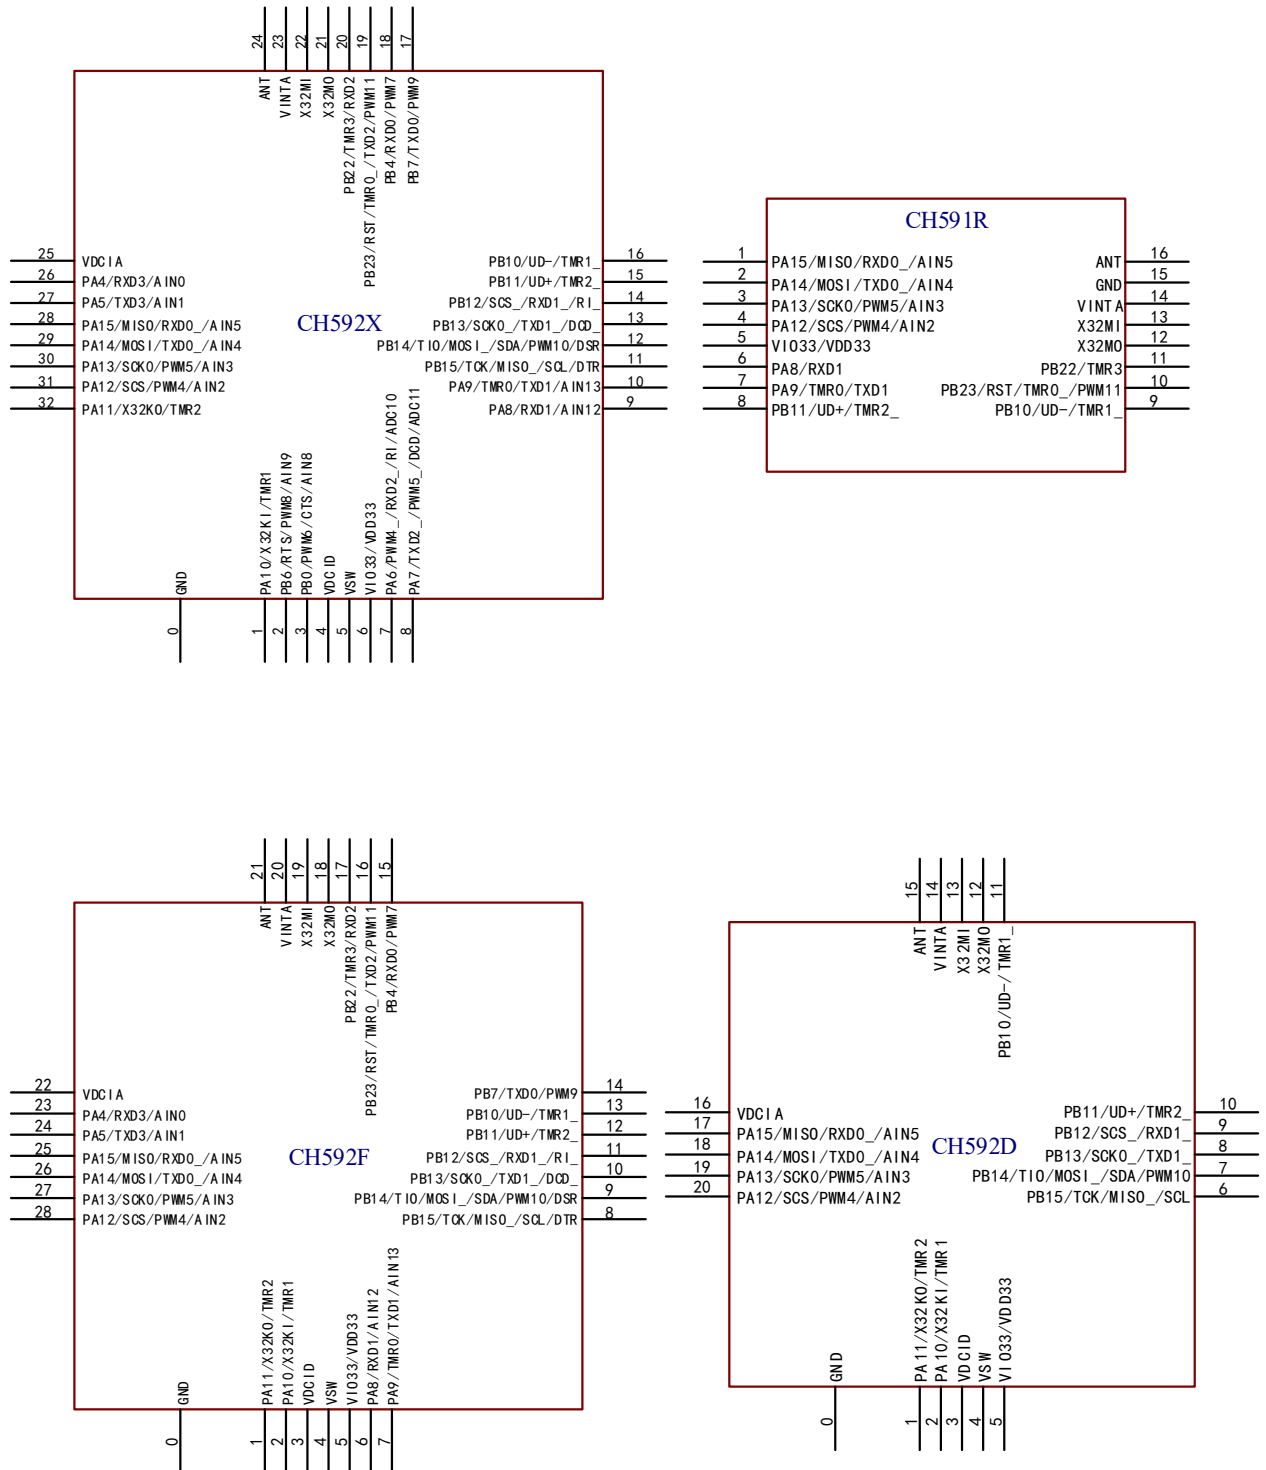 24 23 22 21 20 19 18 17
ANT
VINTA
X32MI
X32MO
PB22/TMR3/RXD2
PB23/RST/TMR0_/TXD2/PWM11
PB4/RXD0/PWM7
PB7/TXD0/PWM9
CH592X
25 VDCIA
26 PA4/RXD3/AIN0
27 PA5/TXD3/AIN1
28 PA15/MISO/RXD0_/AIN5
29 PA14/MOSI/TXD0_/AIN4
30 PA13/SCK0/PWM5/AIN3
31 PA12/SCS/PWM4/AIN2
32 PA11/X32KO/TMR2
PB10/UD-/TMR1_ 16
PB11/UD+/TMR2_ 15
PB12/SCS_/RXD1_/RI_ 14
PB13/SCK0_/TXD1_/DCD_ 13
PB14/TIO/MOSI_/SDA/PWM10/DSR 12
PB15/TCK/MISO_/SCL/DTR 11
PA9/TMR0/TXD1/AIN13 10
PA8/RXD1/AIN12 9
GND
PA10/X32KI/TMR1
PB6/RTS/PWM8/AIN9
PB0/PWM6/CTS/AIN8
VDCID
VSW
VIO33/VDD33
PA6/PWM4_/RXD2_/RI/ADC10
PA7/TXD2_/PWM5_/DCD/ADC11
0 1 2 3 4 5 6 7 8
CH591R
1 PA15/MISO/RXD0_/AIN5
2 PA14/MOSI/TXD0_/AIN4
3 PA13/SCK0/PWM5/AIN3
4 PA12/SCS/PWM4/AIN2
5 VIO33/VDD33
6 PA8/RXD1
7 PA9/TMR0/TXD1
8 PB11/UD+/TMR2_
ANT 16
GND 15
VINTA 14
X32MI 13
X32MO 12
PB22/TMR3 11
PB23/RST/TMR0_/PWM11 10
PB10/UD-/TMR1_ 9
21 20 19 18 17 16 15
ANT
VINTA
X32MI
X32MO
PB22/TMR3/RXD2
PB23/RST/TMR0_/TXD2/PWM11
PB4/RXD0/PWM7
CH592F
22 VDCIA
23 PA4/RXD3/AIN0
24 PA5/TXD3/AIN1
25 PA15/MISO/RXD0_/AIN5
26 PA14/MOSI/TXD0_/AIN4
27 PA13/SCK0/PWM5/AIN3
28 PA12/SCS/PWM4/AIN2
PB7/TXD0/PWM9 14
PB10/UD-/TMR1_ 13
PB11/UD+/TMR2_ 12
PB12/SCS_/RXD1_/RI_ 11
PB13/SCK0_/TXD1_/DCD_ 10
PB14/TIO/MOSI_/SDA/PWM10/DSR 9
PB15/TCK/MISO_/SCL/DTR 8
GND
PA11/X32KO/TMR2
PA10/X32KI/TMR1
VDCID
VSW
VIO33/VDD33
PA8/RXD1/AIN12
PA9/TMR0/TXD1/AIN13
0 1 2 3 4 5 6 7
15 14 13 12 11
ANT
VINTA
X32MI
X32MO
PB10/UD-/TMR1_
CH592D
16 VDCIA
17 PA15/MISO/RXD0_/AIN5
18 PA14/MOSI/TXD0_/AIN4
19 PA13/SCK0/PWM5/AIN3
20 PA12/SCS/PWM4/AIN2
PB11/UD+/TMR2_ 10
PB12/SCS_/RXD1_ 9
PB13/SCK0_/TXD1_ 8
PB14/TIO/MOSI_/SDA/PWM10 7
PB15/TCK/MISO_/SCL 6
GND
PA11/X32KO/TMR2
PA10/X32KI/TMR1
VDCID
VSW
VIO33/VDD33
0 1 2 3 4 5